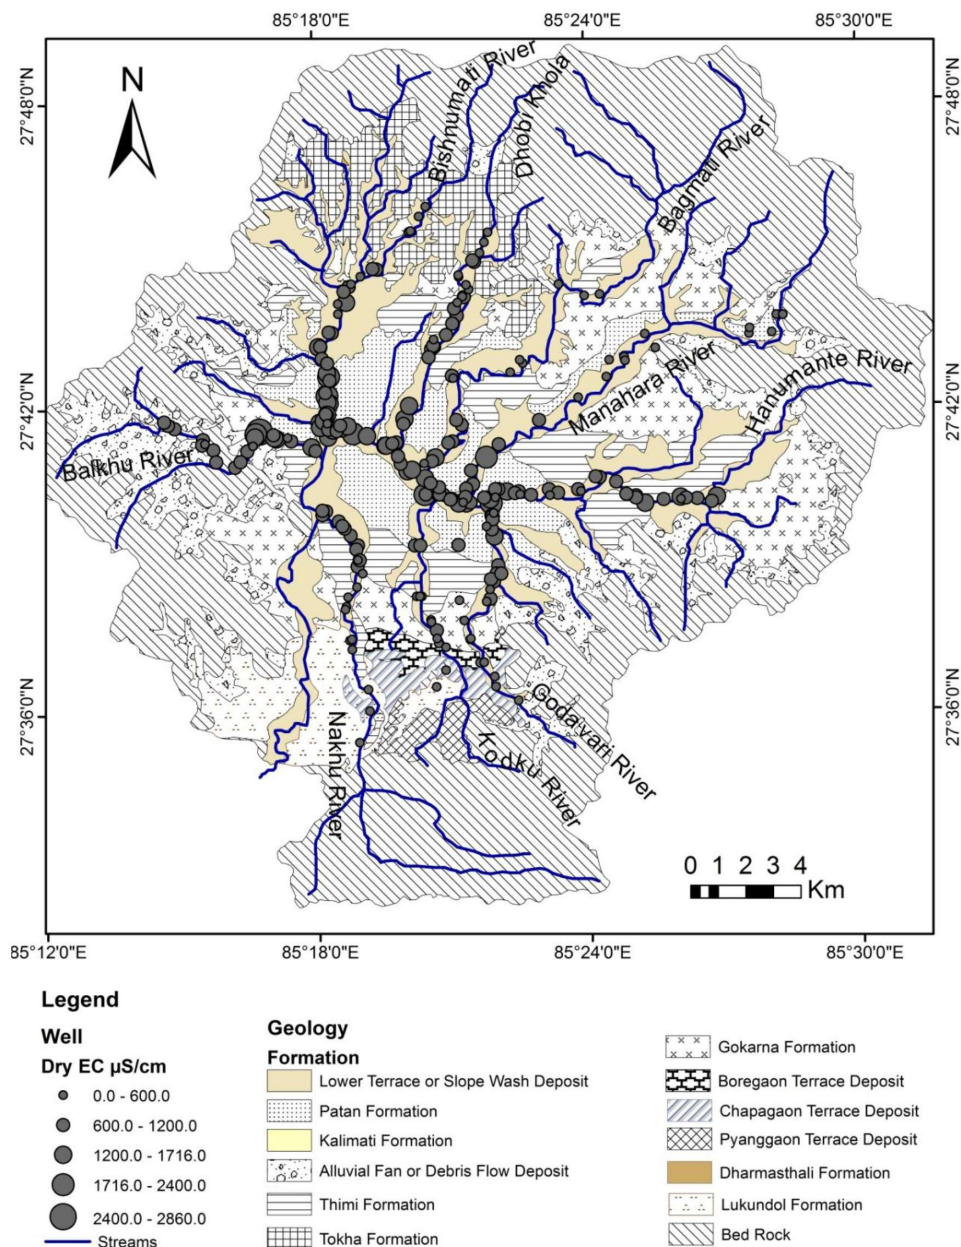 85°18'0"E 85°24'0"E 85°30'0"E
N
27°48'0"N
27°48'0"N
Bishnumati River
Dhobi Khola
Bagmati River
27°42'0"N
27°42'0"N
Manahara River
Hanumante River
Balkhu River
27°36'0"N
27°36'0"N
Nakhu River
Kodku River
Goda'vari River
0 1 2 3 4
Km
85°12'0"E 85°18'0"E 85°24'0"E 85°30'0"E
Legend
Well
Dry EC µS/cm
0.0 - 600.0
600.0 - 1200.0
1200.0 - 1716.0
1716.0 - 2400.0
2400.0 - 2860.0
Streams
Geology
Formation
Lower Terrace or Slope Wash Deposit
Patan Formation
Kalimati Formation
Alluvial Fan or Debris Flow Deposit
Thimi Formation
Tokha Formation
Gokarna Formation
Boregaon Terrace Deposit
Chapagaon Terrace Deposit
Pyanggaon Terrace Deposit
Dharmasthali Formation
Lukundol Formation
Bed Rock